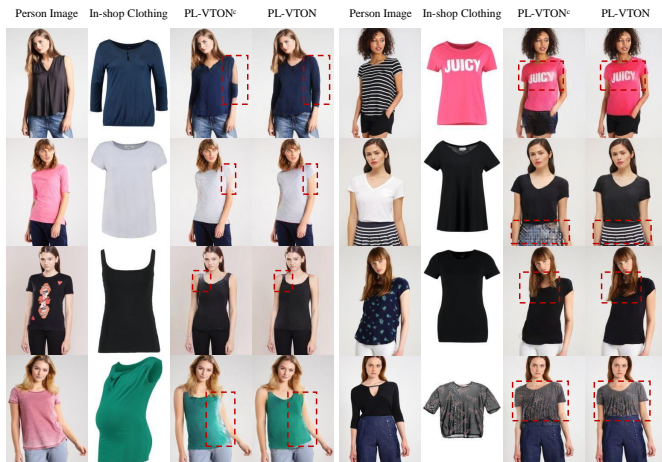 Person Image In-shop Clothing PL-VTONᶜ PL-VTON Person Image In-shop Clothing PL-VTONᶜ PL-VTON
JUICY
JUICY
JUICY